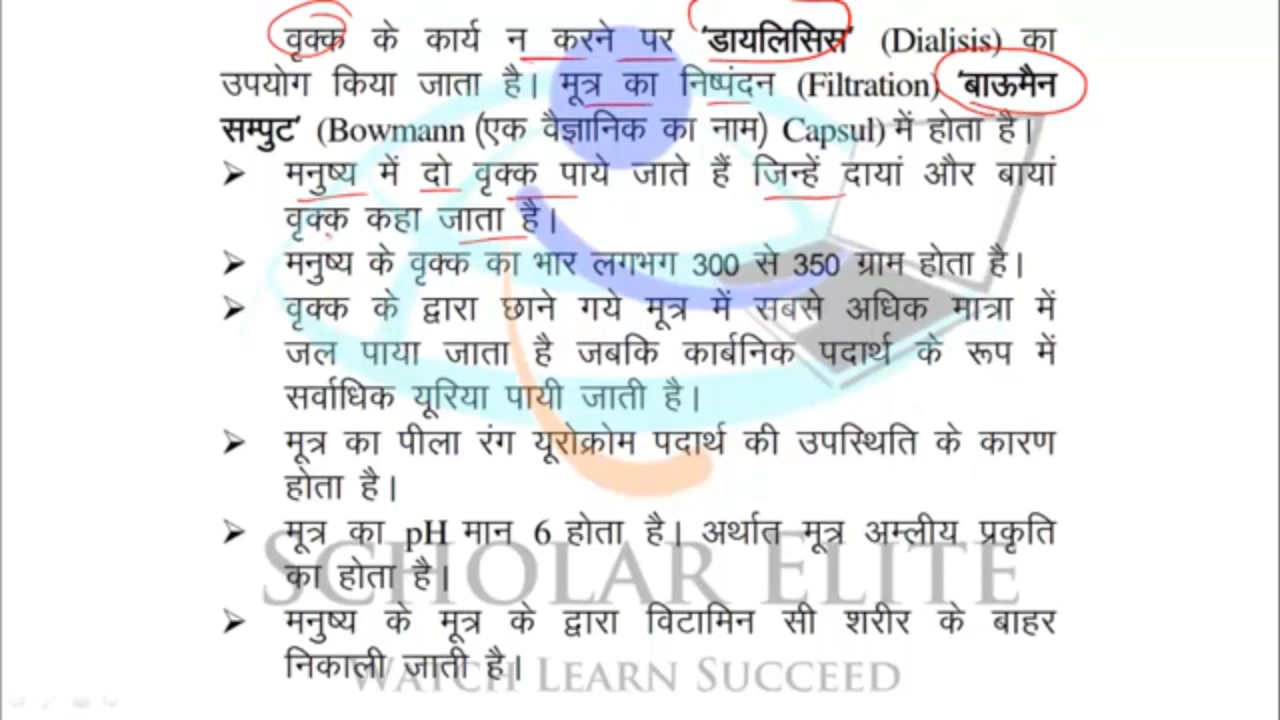 वृक्क के कार्य न करने पर 'डायलिसिस' (Dialisis) का
उपयोग किया जाता है। मूत्र का निष्पंदन (Filtration) 'बाऊमैन
सम्पुट' (Bowmann (एक वैज्ञानिक का नाम) Capsul) में होता है।
➢ मनुष्य में दो वृक्क पाये जाते हैं जिन्हें दायां और बायां
वृक्क कहा जाता है।
➢ मनुष्य के वृक्क का भार लगभग 300 से 350 ग्राम होता है।
➢ वृक्क के द्वारा छाने गये मूत्र में सबसे अधिक मात्रा में
जल पाया जाता है जबकि कार्बनिक पदार्थ के रूप में
सर्वाधिक यूरिया पायी जाती है।
➢ मूत्र का पीला रंग यूरोक्रोम पदार्थ की उपस्थिति के कारण
होता है।
➢ मूत्र का pH मान 6 होता है। अर्थात मूत्र अम्लीय प्रकृति
का होता है।
SCHOLAR ELITE
➢ मनुष्य के मूत्र के द्वारा विटामिन सी शरीर के बाहर
निकाली जाती है।
WATCH LEARN SUCCEED